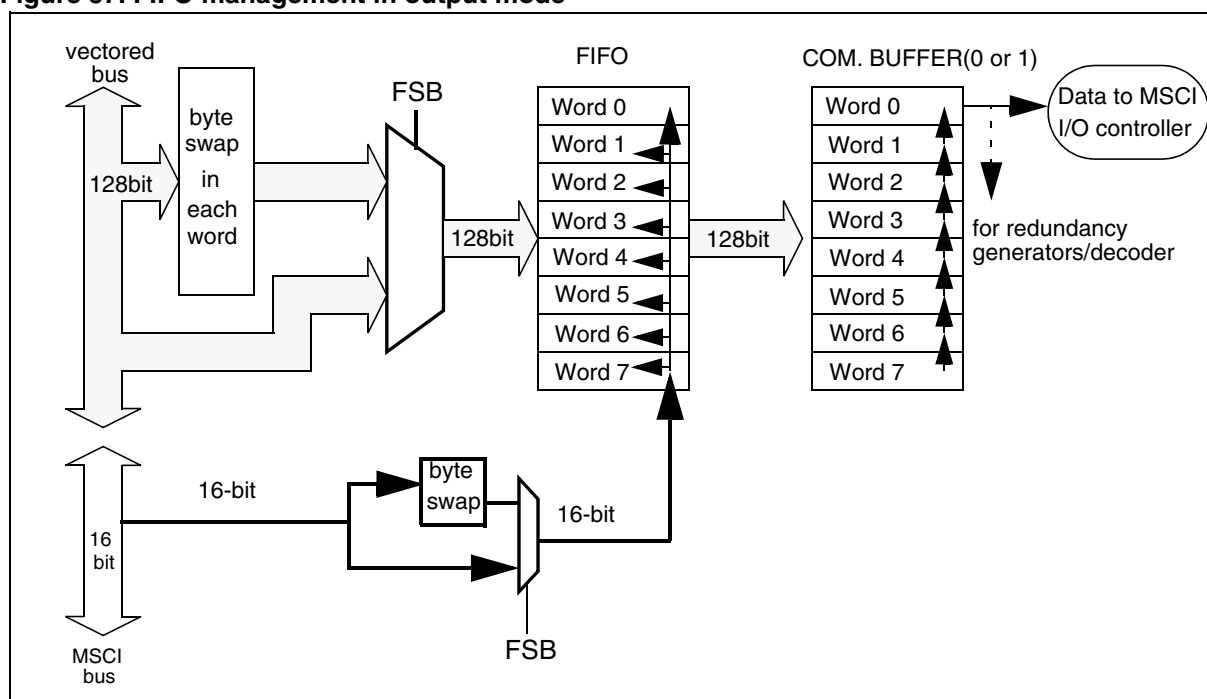 Figure FIFO management in output mode
vectored
bus
128bit
byte
swap
in
each
word
FSB
128bit
FIFO
Word 0
Word 1
Word 2
Word 3
Word 4
Word 5
Word 6
Word 7
128bit
COM. BUFFER(0 or 1)
Word 0
Word 1
Word 2
Word 3
Word 4
Word 5
Word 6
Word 7
Data to MSCI
I/O controller
for redundancy
generators/decoder
16
bit
MSCI
bus
16-bit
byte
swap
16-bit
FSB